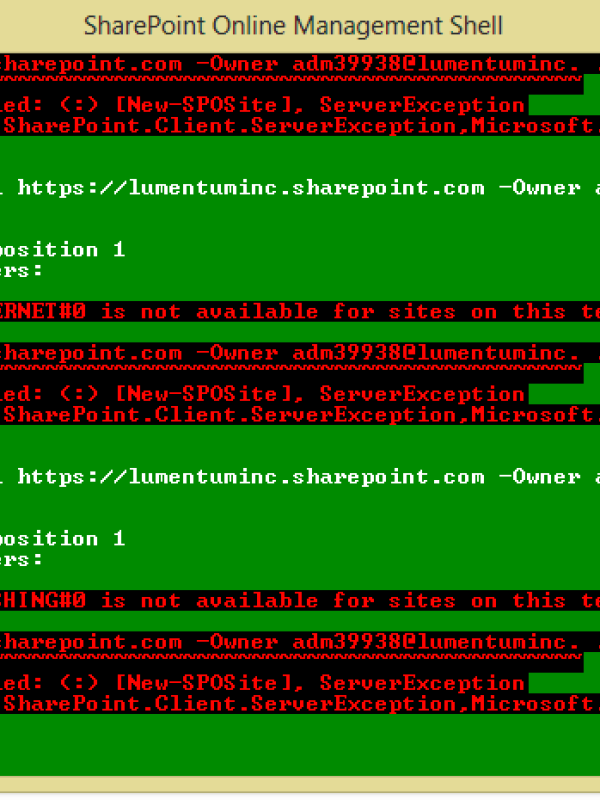 SharePoint Online Management Shell
sharepoint.com -Owner adm39938@lumentuminc.
led: (:) [New-SPOSite], ServerException
SharePoint.Client.ServerException,Microsoft.
l https://lumentuminc.sharepoint.com -Owner a
position 1
ers:
ERNET#0 is not available for sites on this te
sharepoint.com -Owner adm39938@lumentuminc.
led: (:) [New-SPOSite], ServerException
SharePoint.Client.ServerException,Microsoft.
l https://lumentuminc.sharepoint.com -Owner a
position 1
ers:
SHING#0 is not available for sites on this te
sharepoint.com -Owner adm39938@lumentuminc.
led: (:) [New-SPOSite], ServerException
SharePoint.Client.ServerException,Microsoft.